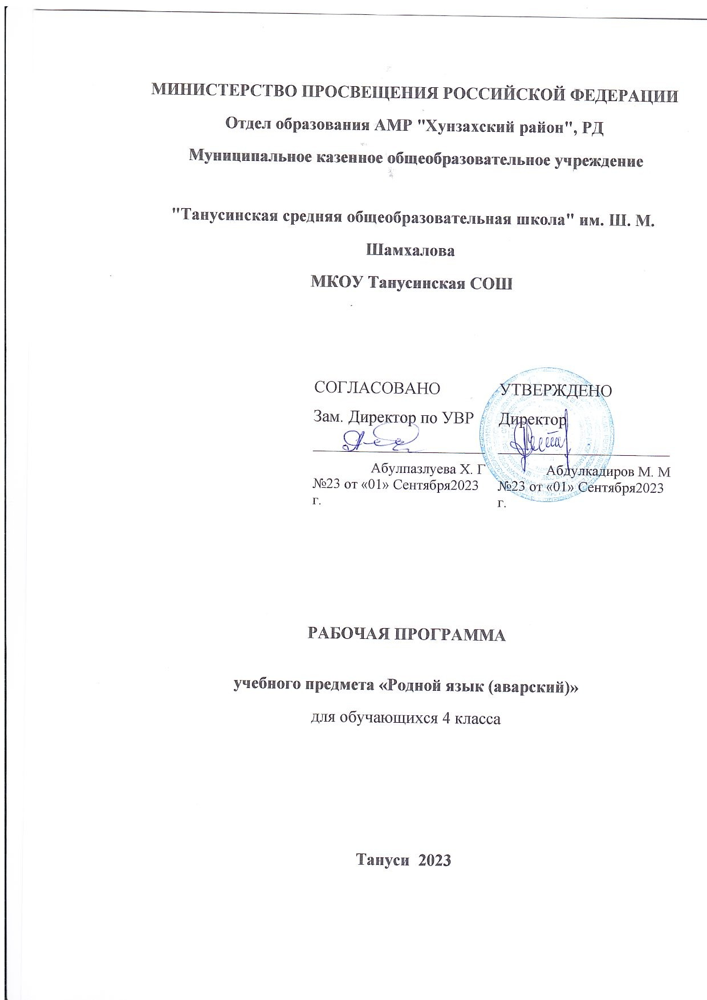 МИНИСТЕРСТВО ПРОСВЕЩЕНИЯ РОССИЙСКОЙ ФЕДЕРАЦИИ
Отдел образования АМР "Хунзахский район", РД
Муниципальное казенное общеобразовательное учреждение
"Танусинская средняя общеобразовательная школа" им. Ш. М.
Шамхалова
МКОУ Танусинская СОШ
СОГЛАСОВАНО
Зам. Директор по УВР
Абулпазлуева Х. Г
№23 от «01» Сентября2023
г.
УТВЕРЖДЕНО
Директор
Абдулкадиров М. М
№23 от «01» Сентября2023
г.
РАБОЧАЯ ПРОГРАММА
учебного предмета «Родной язык (аварский)»
для обучающихся 4 класса
Тануси  2023